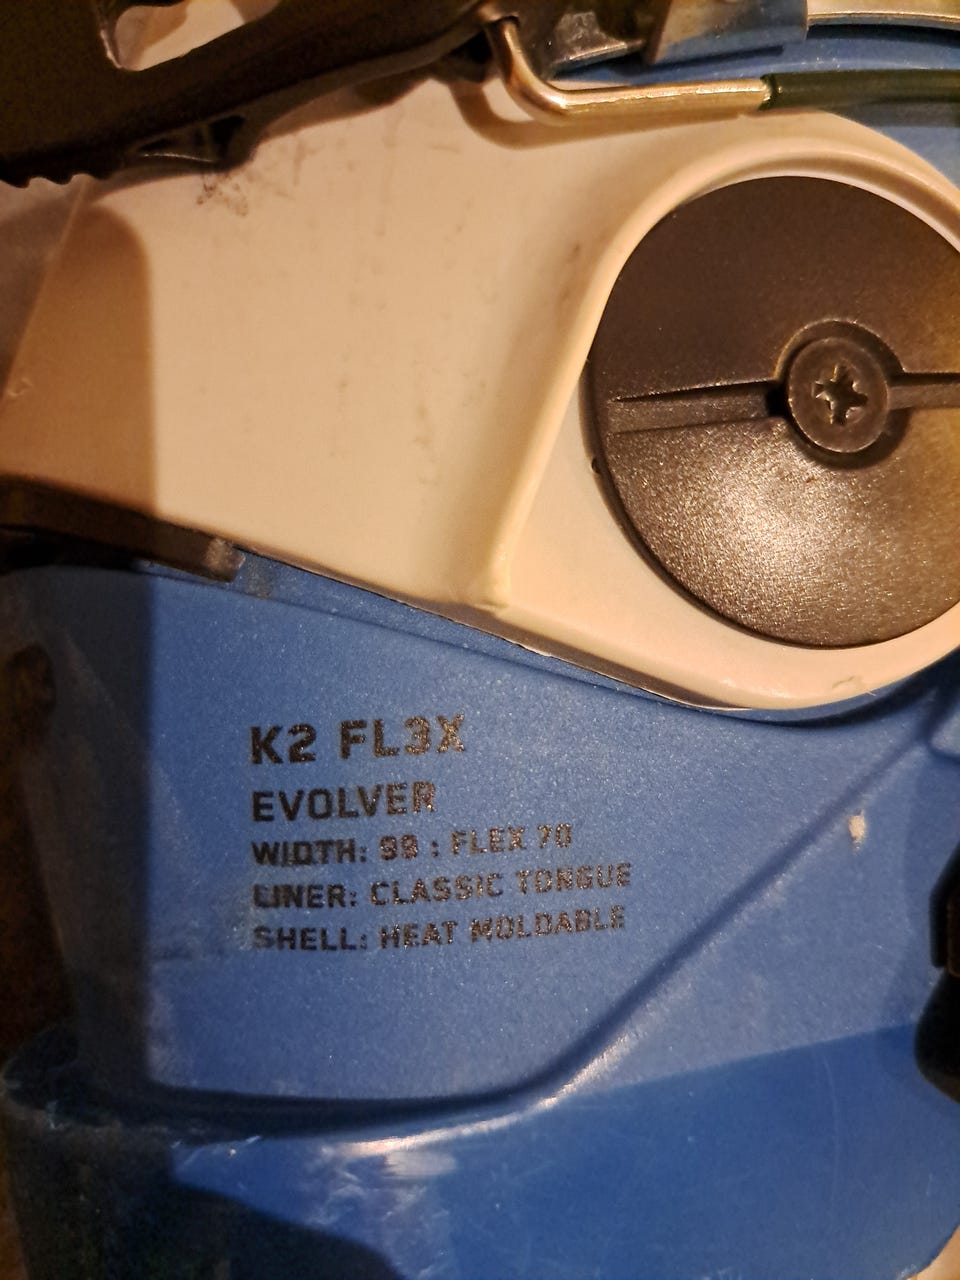 K2 FL3X
EVOLVER
WIDTH: 99 : FLEX 70
LINER: CLASSIC TONGUE
SHELL: HEAT MOLDABLE